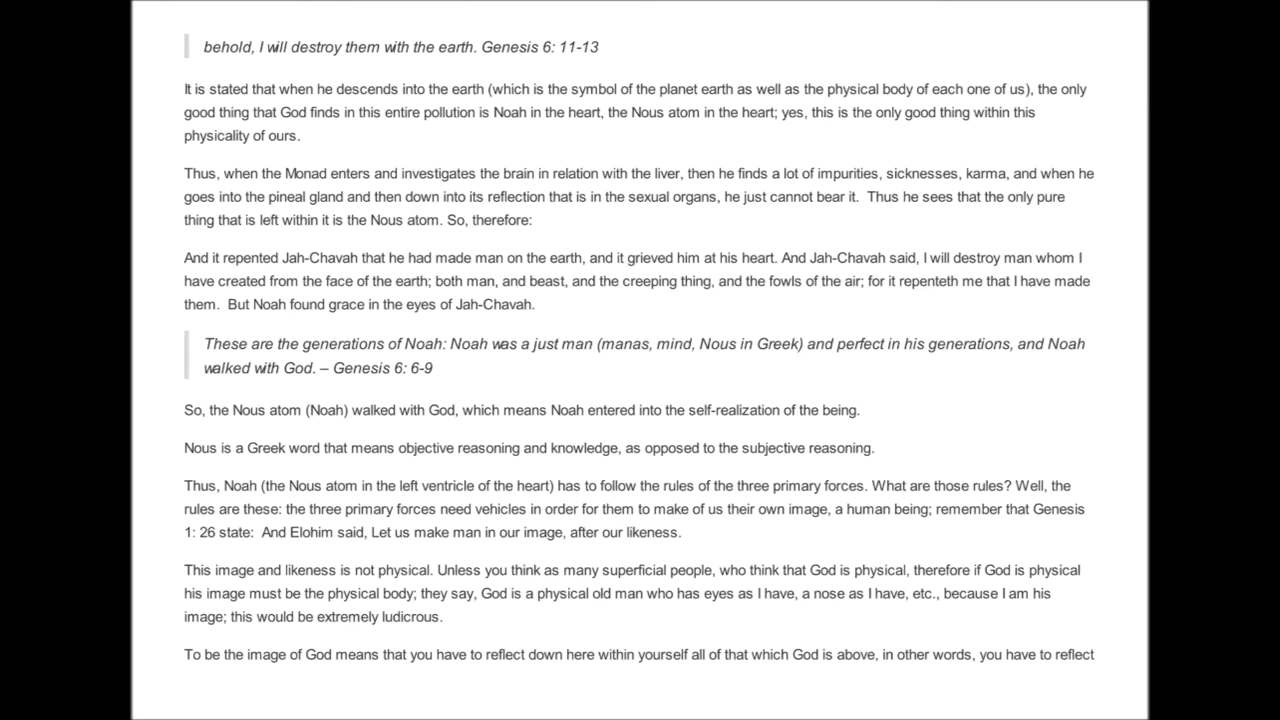 behold, I will destroy them with the earth. Genesis 6: 11-13
It is stated that when he descends into the earth (which is the symbol of the planet earth as well as the physical body of each one of us), the only
good thing that God finds in this entire pollution is Noah in the heart, the Nous atom in the heart; yes, this is the only good thing within this
physicality of ours.
Thus, when the Monad enters and investigates the brain in relation with the liver, then he finds a lot of impurities, sicknesses, karma, and when he
goes into the pineal gland and then down into its reflection that is in the sexual organs, he just cannot bear it.  Thus he sees that the only pure
thing that is left within it is the Nous atom. So, therefore:
And it repented Jah-Chavah that he had made man on the earth, and it grieved him at his heart. And Jah-Chavah said, I will destroy man whom I
have created from the face of the earth; both man, and beast, and the creeping thing, and the fowls of the air; for it repenteth me that I have made
them.  But Noah found grace in the eyes of Jah-Chavah.
These are the generations of Noah: Noah was a just man (manas, mind, Nous in Greek) and perfect in his generations, and Noah
walked with God. – Genesis 6: 6-9
So, the Nous atom (Noah) walked with God, which means Noah entered into the self-realization of the being.
Nous is a Greek word that means objective reasoning and knowledge, as opposed to the subjective reasoning.
Thus, Noah (the Nous atom in the left ventricle of the heart) has to follow the rules of the three primary forces. What are those rules? Well, the
rules are these: the three primary forces need vehicles in order for them to make of us their own image, a human being; remember that Genesis
1: 26 state:  And Elohim said, Let us make man in our image, after our likeness.
This image and likeness is not physical. Unless you think as many superficial people, who think that God is physical, therefore if God is physical
his image must be the physical body; they say, God is a physical old man who has eyes as I have, a nose as I have, etc., because I am his
image; this would be extremely ludicrous.
To be the image of God means that you have to reflect down here within yourself all of that which God is above, in other words, you have to reflect